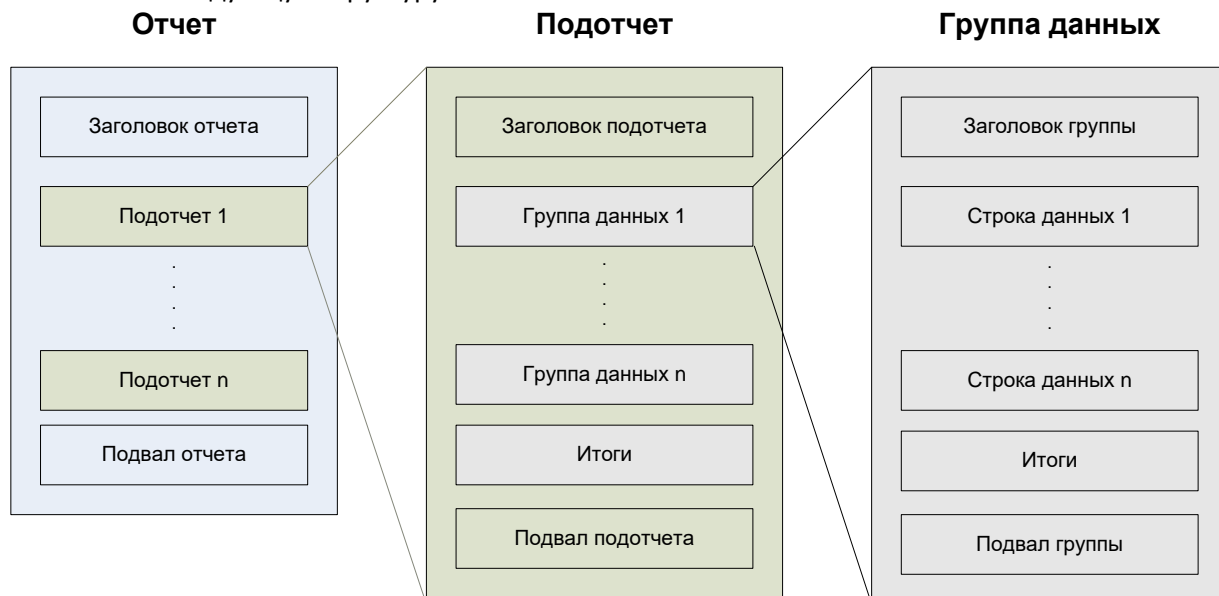 Отчет
Заголовок отчета
Подотчет 1
Подотчет n
Подвал отчета
Подотчет
Заголовок подотчета
Группа данных 1
Группа данных n
Итоги
Подвал подотчета
Группа данных
Заголовок группы
Строка данных 1
Строка данных n
Итоги
Подвал группы